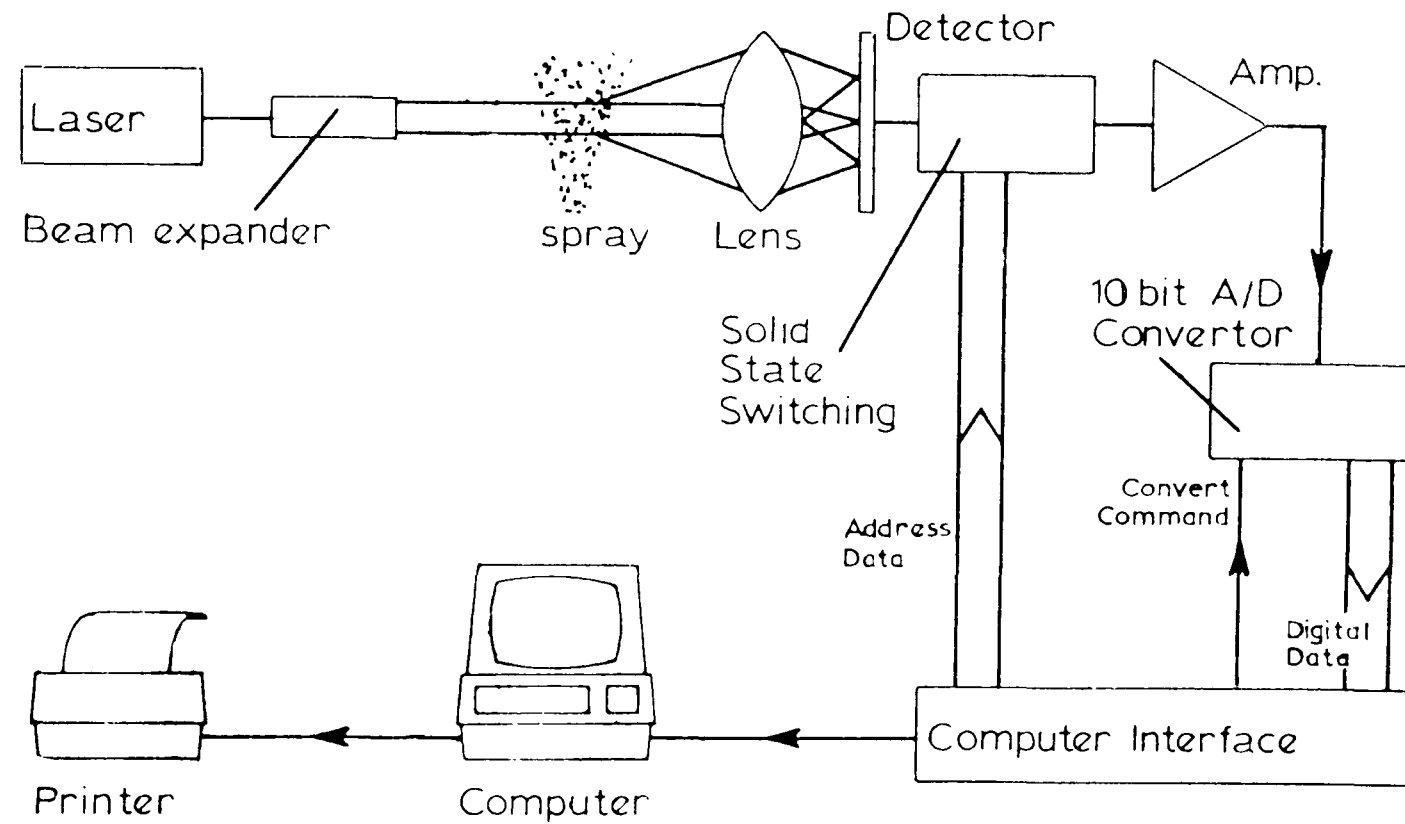 Detector
Amp.
Laser
Beam expander
spray
Lens
10 bit A/D
Convertor
Solid
State
Switching
Convert
Command
Address
Data
Digital
Data
Computer Interface
Printer
Computer